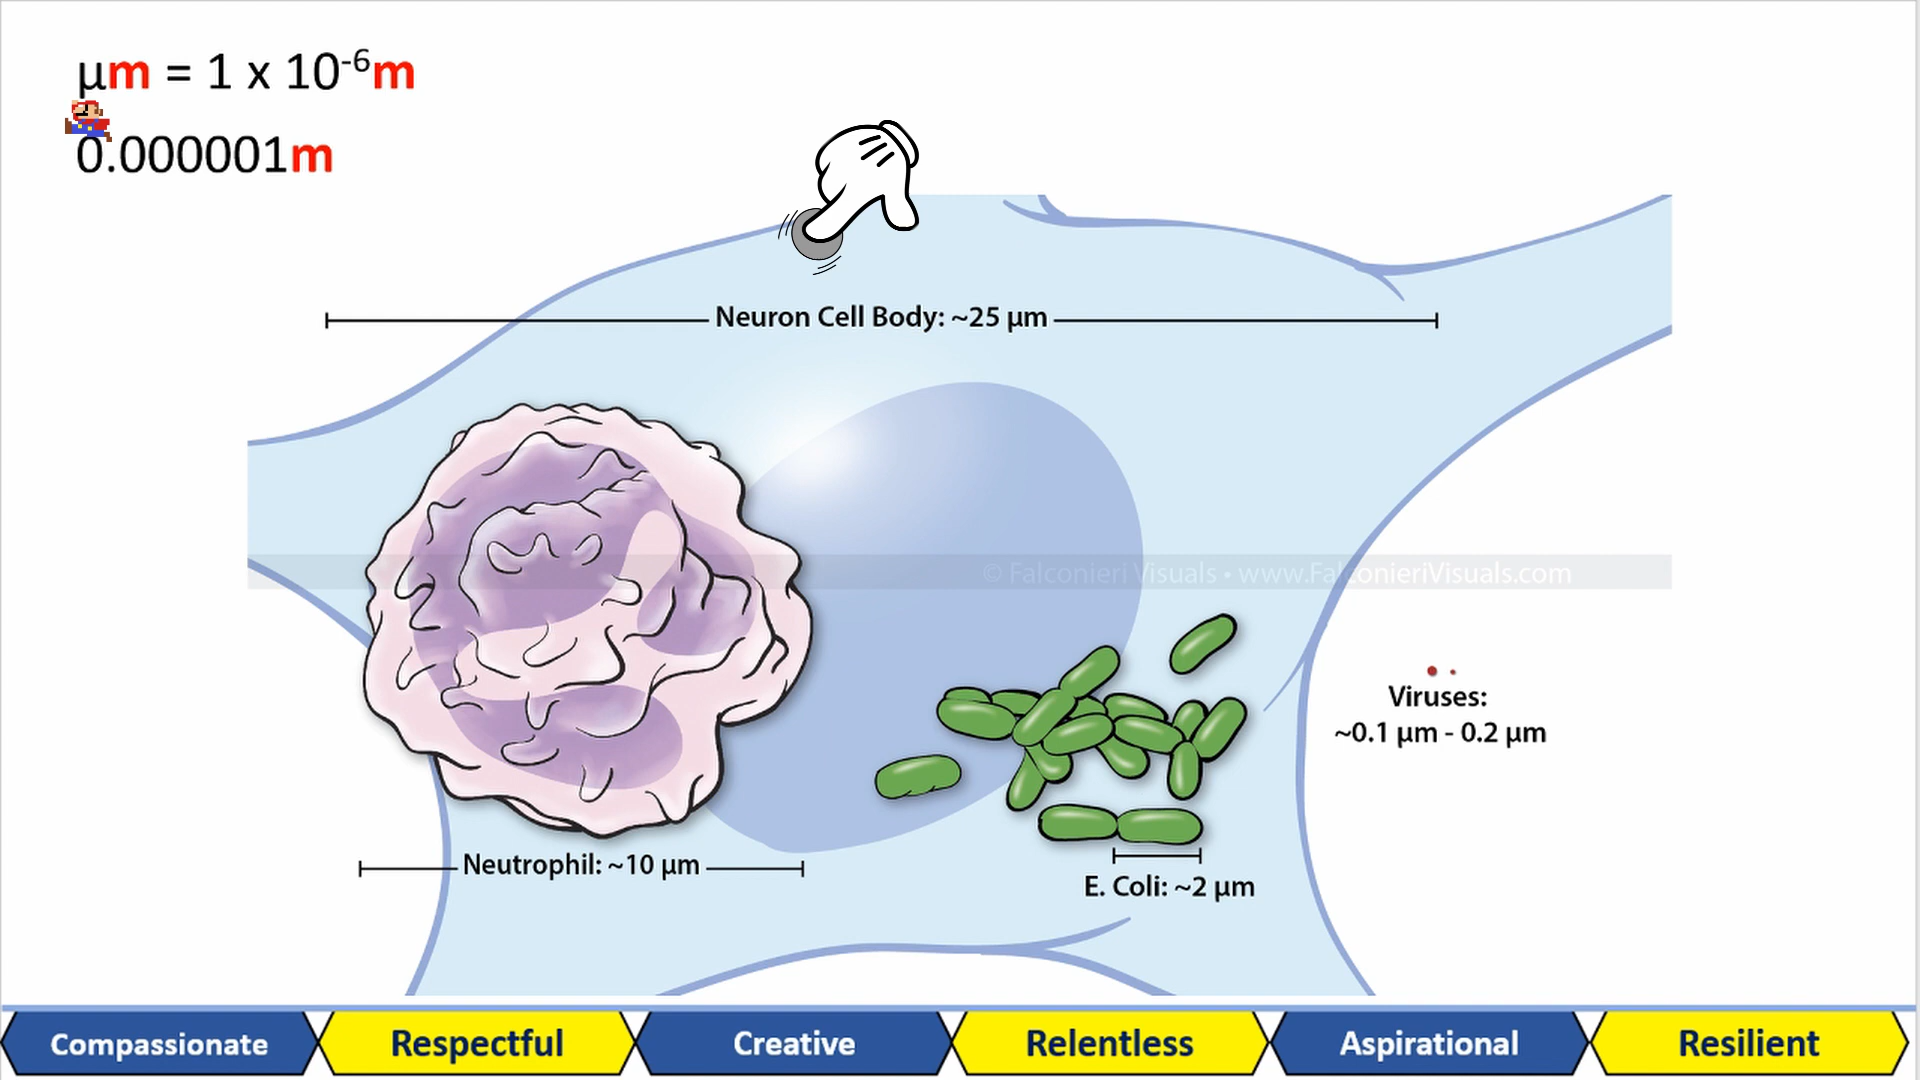 µm = 1 x 10⁻⁶m
0.000001m
Neuron Cell Body: ~25 µm
© Falconieri Visuals • www.FalconieriVisuals.com
Viruses:
~0.1 µm - 0.2 µm
Neutrophil: ~10 µm
E. Coli: ~2 µm
Compassionate
Respectful
Creative
Relentless
Aspirational
Resilient